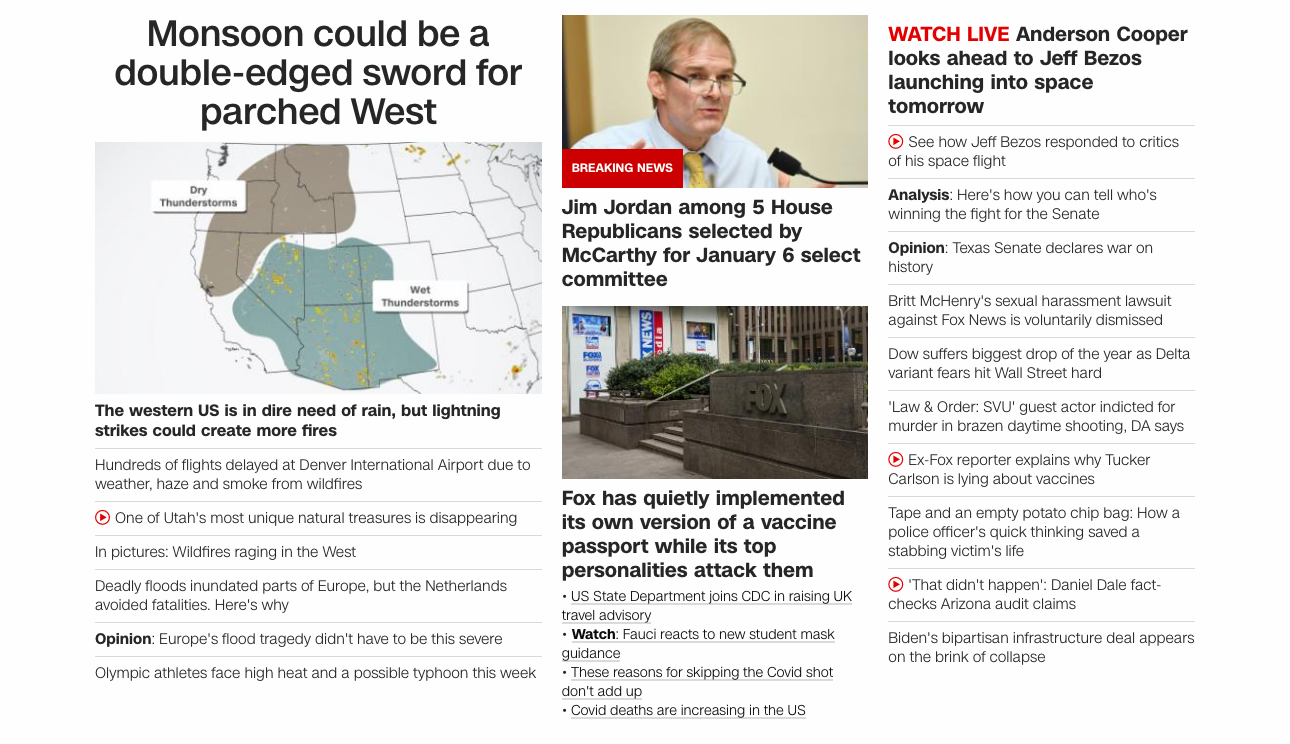 Monsoon could be a
double-edged sword for
parched West
Dry
Thunderstorms
Wet
Thunderstorms
The western US is in dire need of rain, but lightning
strikes could create more fires
Hundreds of flights delayed at Denver International Airport due to
weather, haze and smoke from wildfires
One of Utah's most unique natural treasures is disappearing
In pictures: Wildfires raging in the West
Deadly floods inundated parts of Europe, but the Netherlands
avoided fatalities. Here's why
Opinion: Europe's flood tragedy didn't have to be this severe
Olympic athletes face high heat and a possible typhoon this week
BREAKING NEWS
Jim Jordan among 5 House
Republicans selected by
McCarthy for January 6 select
committee
NEWS
FOX
Fox has quietly implemented
its own version of a vaccine
passport while its top
personalities attack them
• US State Department joins CDC in raising UK
travel advisory
• Watch: Fauci reacts to new student mask
guidance
• These reasons for skipping the Covid shot
don't add up
• Covid deaths are increasing in the US
WATCH LIVE Anderson Cooper
looks ahead to Jeff Bezos
launching into space
tomorrow
See how Jeff Bezos responded to critics
of his space flight
Analysis: Here's how you can tell who's
winning the fight for the Senate
Opinion: Texas Senate declares war on
history
Britt McHenry's sexual harassment lawsuit
against Fox News is voluntarily dismissed
Dow suffers biggest drop of the year as Delta
variant fears hit Wall Street hard
'Law & Order: SVU' guest actor indicted for
murder in brazen daytime shooting, DA says
Ex-Fox reporter explains why Tucker
Carlson is lying about vaccines
Tape and an empty potato chip bag: How a
police officer's quick thinking saved a
stabbing victim's life
'That didn't happen': Daniel Dale fact-
checks Arizona audit claims
Biden's bipartisan infrastructure deal appears
on the brink of collapse